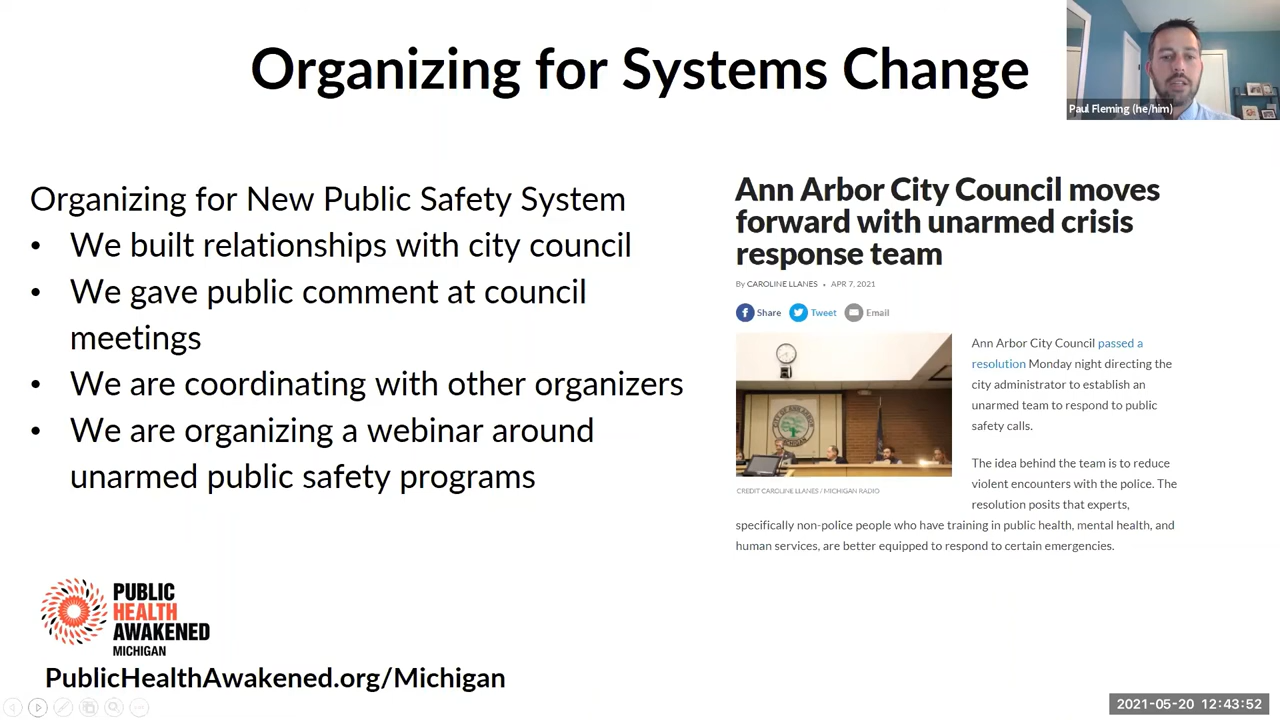 Organizing for Systems Change
Paul Fleming (he/him)
Organizing for New Public Safety System
• We built relationships with city council
• We gave public comment at council
meetings
• We are coordinating with other organizers
• We are organizing a webinar around
unarmed public safety programs
Ann Arbor City Council moves
forward with unarmed crisis
response team
By CAROLINE LLANES • APR 7, 2021
Share Tweet Email
Ann Arbor City Council passed a
resolution Monday night directing the
city administrator to establish an
unarmed team to respond to public
safety calls.
CREDIT CAROLINE LLANES / MICHIGAN RADIO
The idea behind the team is to reduce
violent encounters with the police. The
resolution posits that experts,
specifically non-police people who have training in public health, mental health, and
human services, are better equipped to respond to certain emergencies.
PUBLIC
HEALTH
AWAKENED
MICHIGAN
PublicHealthAwakened.org/Michigan
2021-05-20 12:43:52